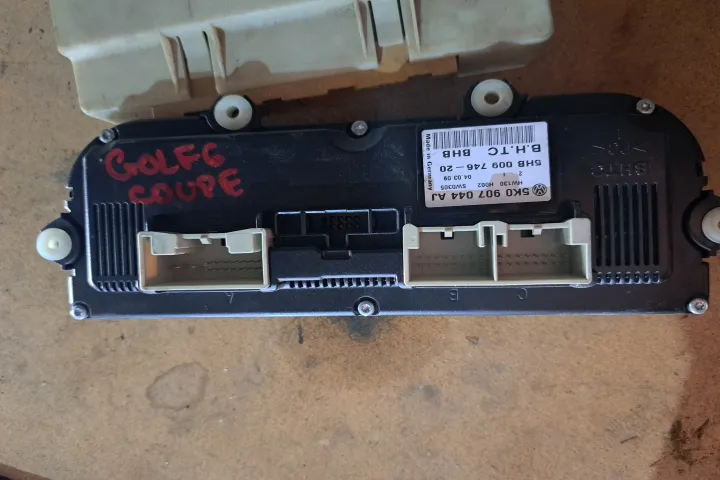 GOLF6
COUPE
5K0 907 044 AJ
HW130 H002 SW0305
04.03.09
5HB 009 746-20
B.H.TC BHB
Made in Germany
BHTC
A
B
C